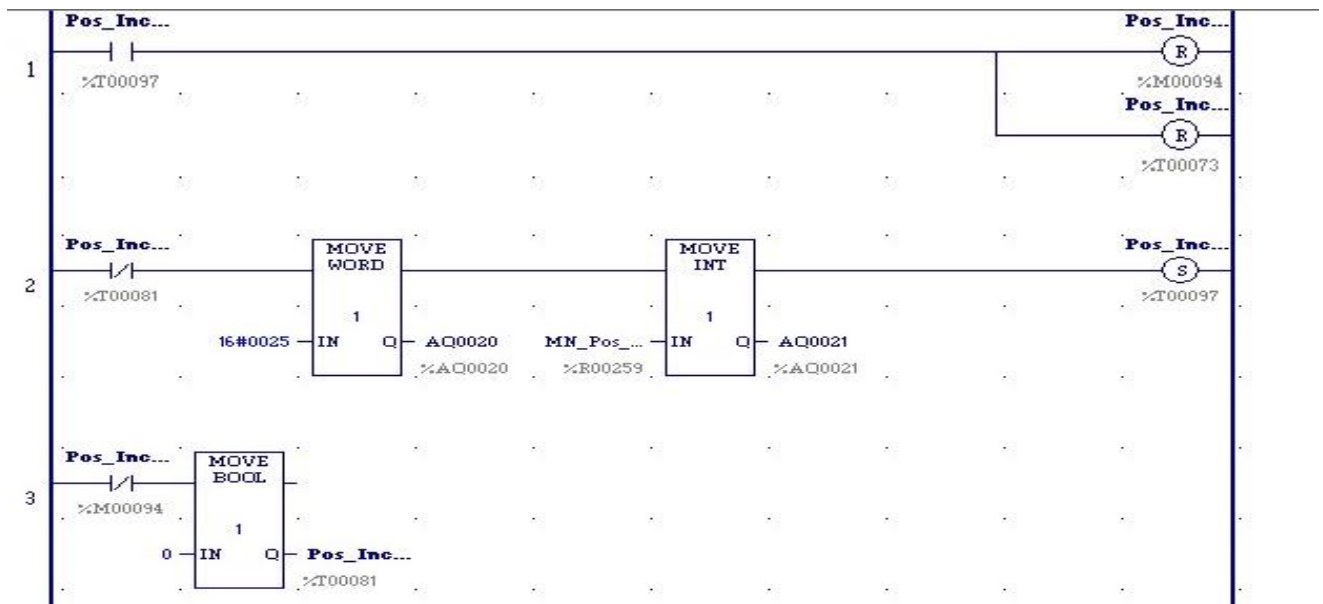 Pos_Inc... Pos_Inc...
R
1
%T00097 %M00094
Pos_Inc...
R
%T00073
Pos_Inc... MOVE WORD MOVE INT Pos_Inc...
S
2
%T00081 1 1 %T00097
16#0025 IN Q AQ0020 MN_Pos_... IN Q AQ0021
%AQ0020 %R00259 %AQ0021
Pos_Inc... MOVE BOOL
3
%M00094 1
0 IN Q Pos_Inc...
%T00081